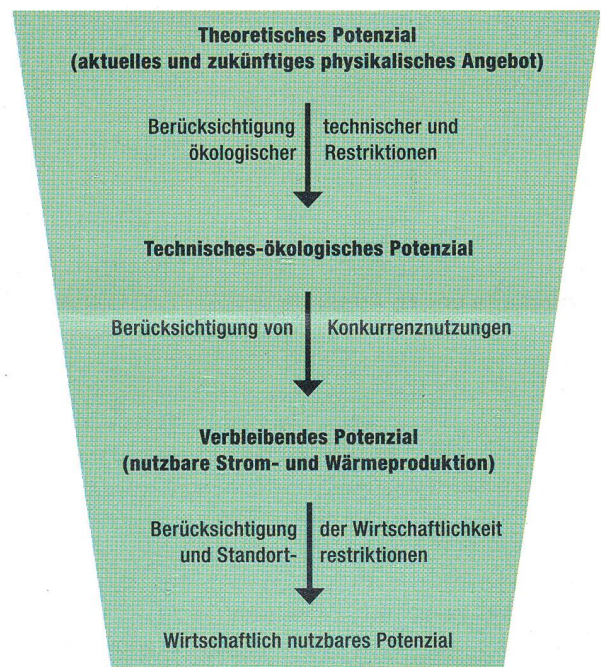 Theoretisches Potenzial
(aktuelles und zukünftiges physikalisches Angebot)
Berücksichtigung technischer und
ökologischer Restriktionen
Technisches-ökologisches Potenzial
Berücksichtigung von Konkurrenznutzungen
Verbleibendes Potenzial
(nutzbare Strom- und Wärmeproduktion)
Berücksichtigung der Wirtschaftlichkeit
und Standort- restriktionen
Wirtschaftlich nutzbares Potenzial